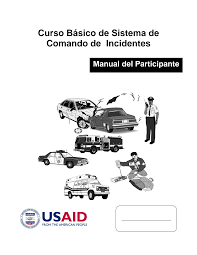 Curso Básico de Sistema de
Comando de Incidentes
Manual del Participante
USAID
FROM THE AMERICAN PEOPLE